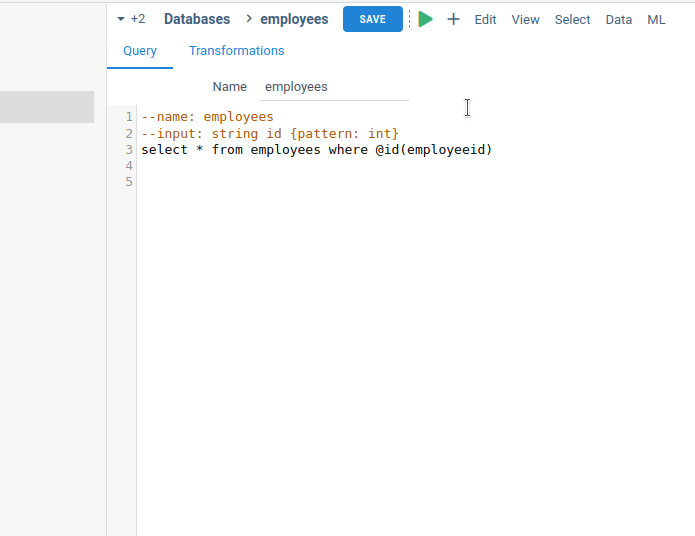 +2 Databases > employees SAVE + Edit View Select Data ML
Query Transformations
Name employees
1 --name: employees
2 --input: string id {pattern: int}
3 select * from employees where @id(employeeid)
4
5